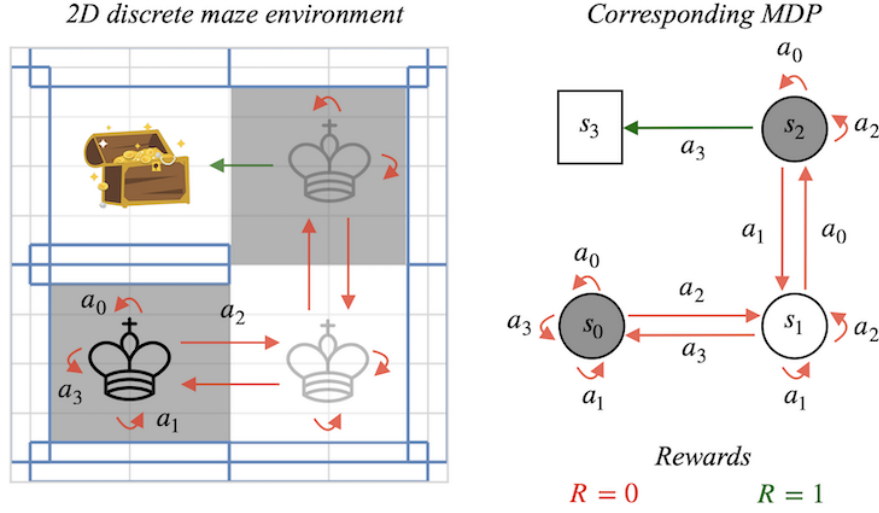 2D discrete maze environment
a₀
a₂
a₃
a₁
Corresponding MDP
a₀
s₃
s₂
a₂
a₃
a₁
a₀
a₀
a₂
a₃
s₀
s₁
a₂
a₃
a₁
a₁
Rewards
R = 0
R = 1